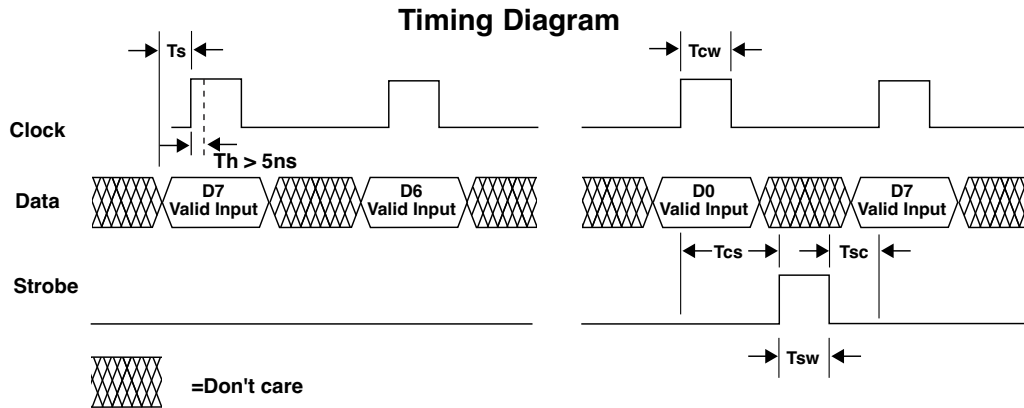 Timing Diagram
Ts
Tcw
Clock
Th > 5ns
Data
D7
Valid Input
D6
Valid Input
D0
Valid Input
D7
Valid Input
Tcs
Tsc
Strobe
Tsw
=Don't care